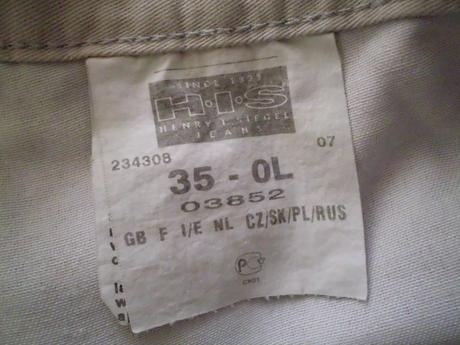 SINCE 1923
H·I·S
HENRY I. SIEGEL
JEANS
234308 07
35 - 0L
03852
GB F I/E NL CZ/SK/PL/RUS